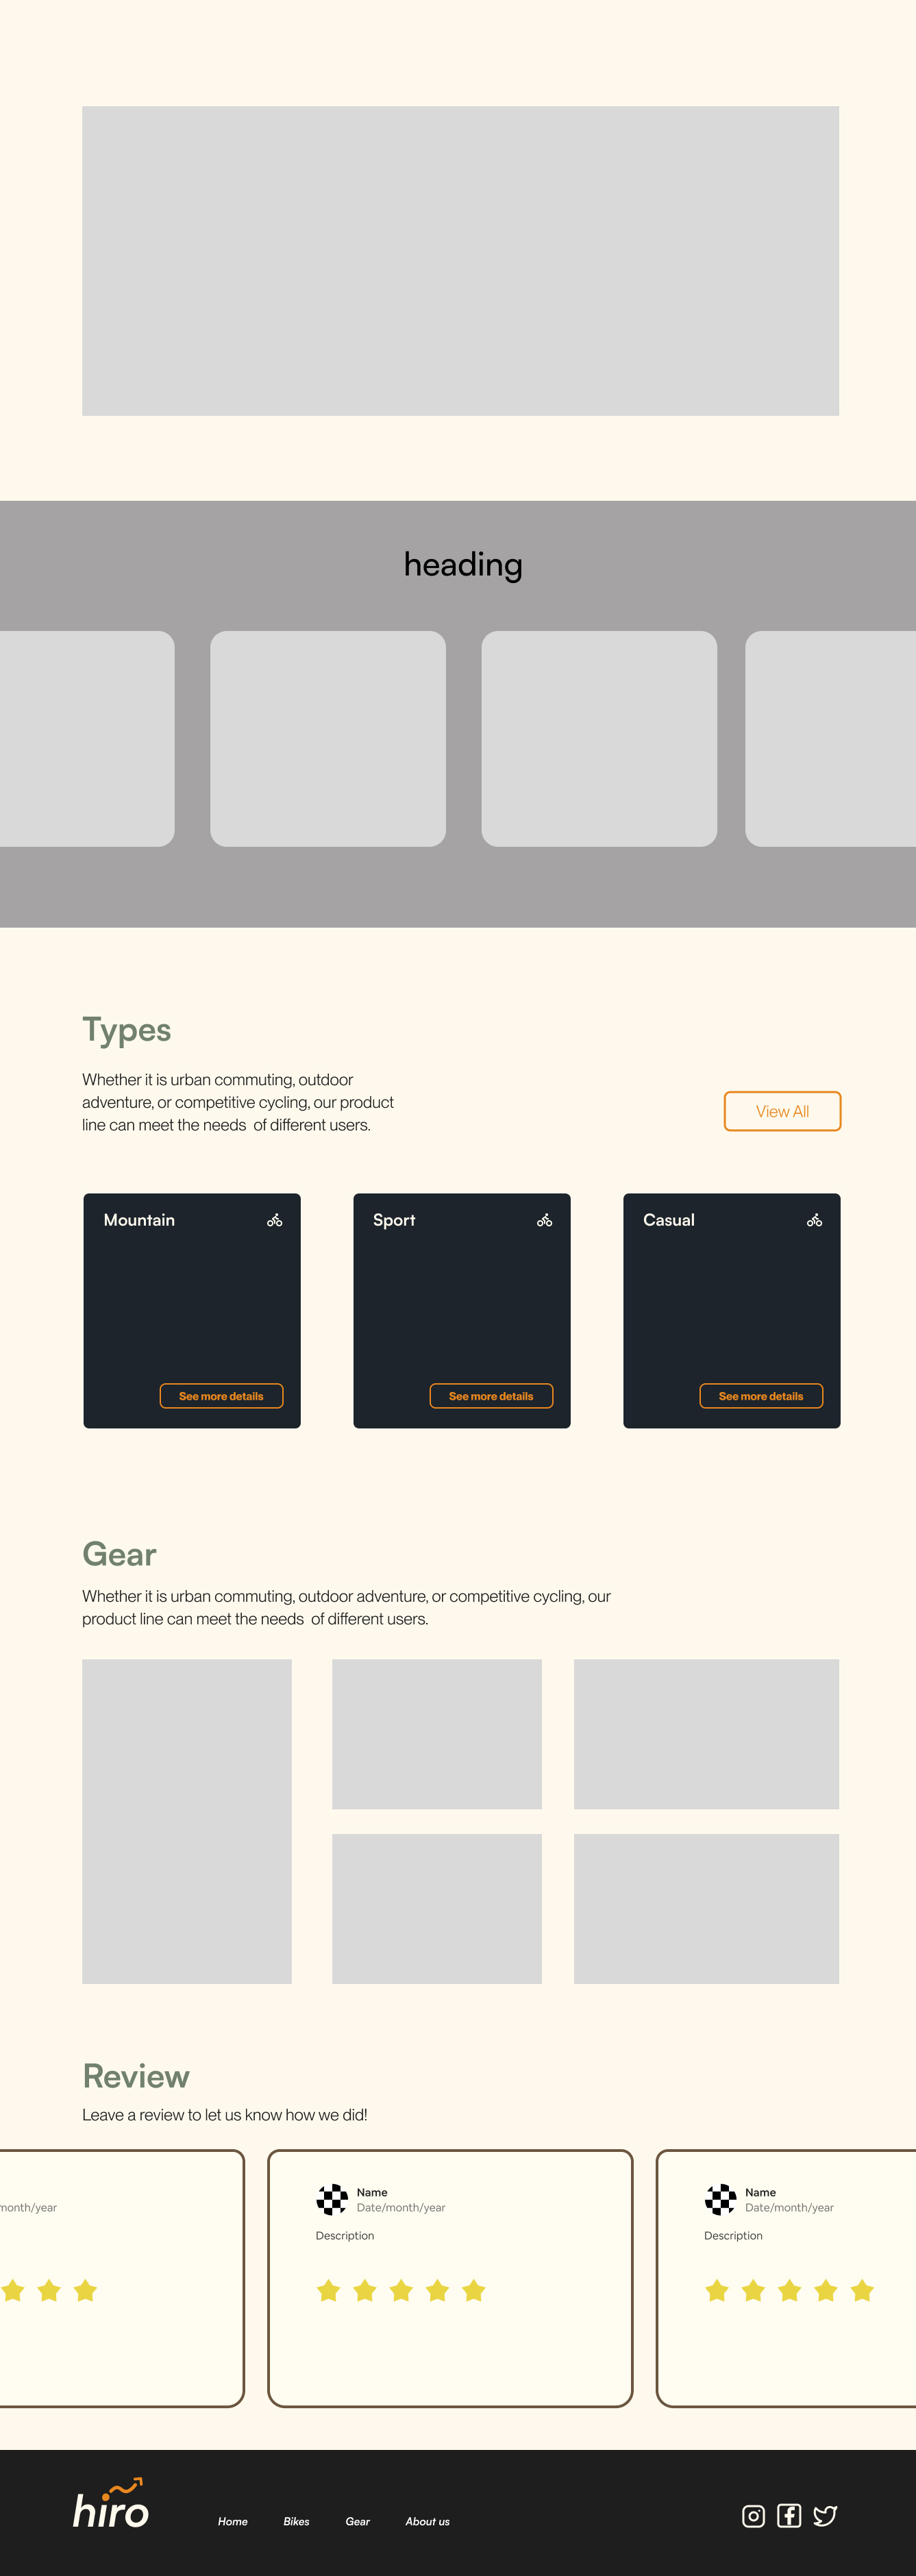 heading
Types
Whether it is urban commuting, outdoor
adventure, or competitive cycling, our product
line can meet the needs  of different users.
View All
Mountain
Sport
Casual
See more details
See more details
See more details
Gear
Whether it is urban commuting, outdoor adventure, or competitive cycling, our
product line can meet the needs  of different users.
Review
Leave a review to let us know how we did!
month/year
Name
Date/month/year
Description
Name
Date/month/year
Description
hiro
Home
Bikes
Gear
About us